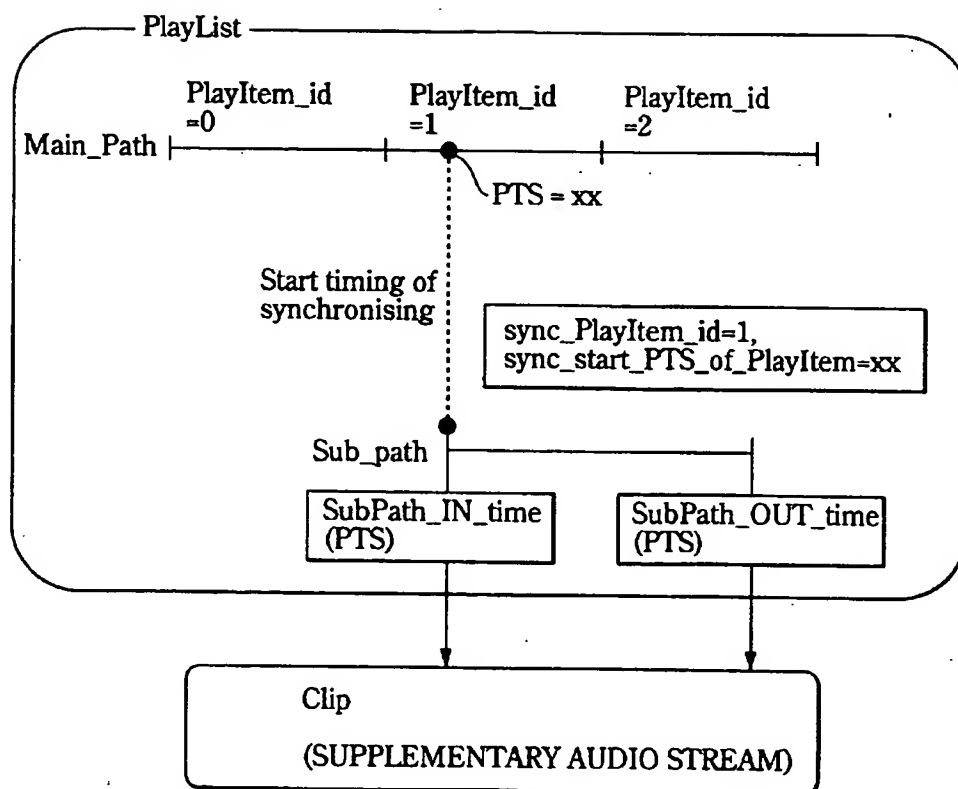 PlayList
PlayItem_id
=0
PlayItem_id
=1
PlayItem_id
=2
Main_Path
PTS = xx
Start timing of
synchronising
sync_PlayItem_id=1,
sync_start_PTS_of_PlayItem=xx
Sub_path
SubPath_IN_time
(PTS)
SubPath_OUT_time
(PTS)
Clip
(SUPPLEMENTARY AUDIO STREAM)